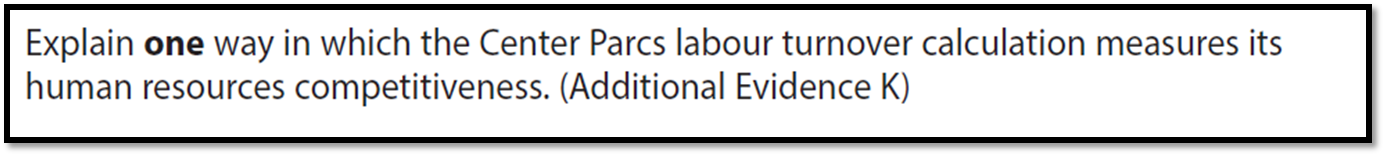 Explain one way in which the Center Parcs labour turnover calculation measures its
human resources competitiveness. (Additional Evidence K)